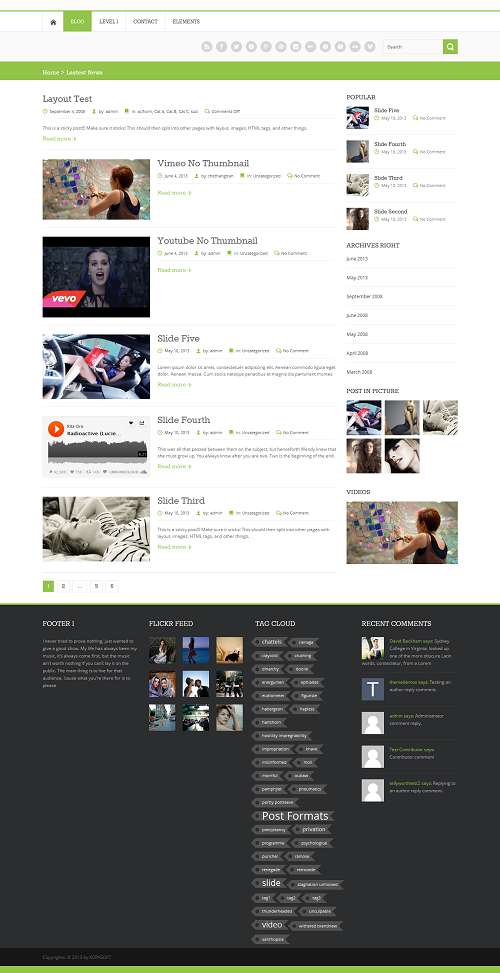 BLOG LEVEL 1 CONTACT ELEMENTS
Search
Home > Lastest News
Layout Test
September 4, 2008 by: admin in: aciform, Cat A, Cat B, Cat C, sub Comments Off
This is a sticky post!!! Make sure it sticks! This should then split into other pages with layout, images, HTML tags, and other things.
Read more
Vimeo No Thumbnail
June 4, 2013 by: chethangran in: Uncategorized No Comment
Read more
Youtube No Thumbnail
June 4, 2013 by: admin in: Uncategorized No Comment
Read more
vevo
Slide Five
May 10, 2013 by: admin in: Uncategorized No Comment
Lorem ipsum dolor sit amet, consectetuer adipiscing elit. Aenean commodo ligula eget
dolor. Aenean massa. Cum sociis natoque penatibus et magnis dis parturient montes
Read more
Slide Fourth
May 10, 2013 by: admin in: Uncategorized No Comment
This was all that passed between them on the subject, but henceforth Wendy knew that
she must grow up. You always know after you are two. Two is the beginning of the end.
Read more
Rita Ora
Radioactive (Lucre...
Slide Third
May 10, 2013 by: admin in: Uncategorized No Comment
This is a sticky post!!! Make sure it sticks! This should then split into other pages with
layout, images, HTML tags, and other things.
Read more
1 2 ... 5 6
POPULAR
Slide Five
May 10, 2013 No Comment
Slide Fourth
May 10, 2013 No Comment
Slide Third
May 10, 2013 No Comment
Slide Second
May 10, 2013 No Comment
ARCHIVES RIGHT
June 2013
May 2013
September 2008
June 2008
May 2008
April 2008
March 2008
POST IN PICTURE
VIDEOS
FOOTER 1
I never tried to prove nothing, just wanted to
give a good show. My life has always been my
music, it's always come first, but the music
ain't worth nothing if you can't lay it on the
public. The main thing is to live for that
audience, 'cause what you're there for is to
please
FLICKR FEED
TAG CLOUD
chattels cienaga
claycold crushing
dinarchy doolie
energumen ephialtes
eudiometer figuriste
habergeon hapless
hartshorn
hostility impregnability
impropriation knave
misinformed moil
mornful outlaw
pamphjlet pneumatics
portly portreeve
Post Formats
precipitancy privation
programme psychological
puncher ramose
renegade retrocede
slide stagnation unhorsed
tag1 tag2 tag3
thunderheaded unculpable
video withered brandnew
xanthopsia
RECENT COMMENTS
David Beckham says: Sydney
College in Virginia, looked up
one of the more obscure Latin
words, consectetur, from a Lorem
T
themedemos says: Testing an
author reply comment.
admin says: Administrator
comment reply.
Test Contributor says:
Contributor comment
wellyworthtest2 says: Replying to
an author reply comment.
Copyrights. © 2013 by KOPASOFT